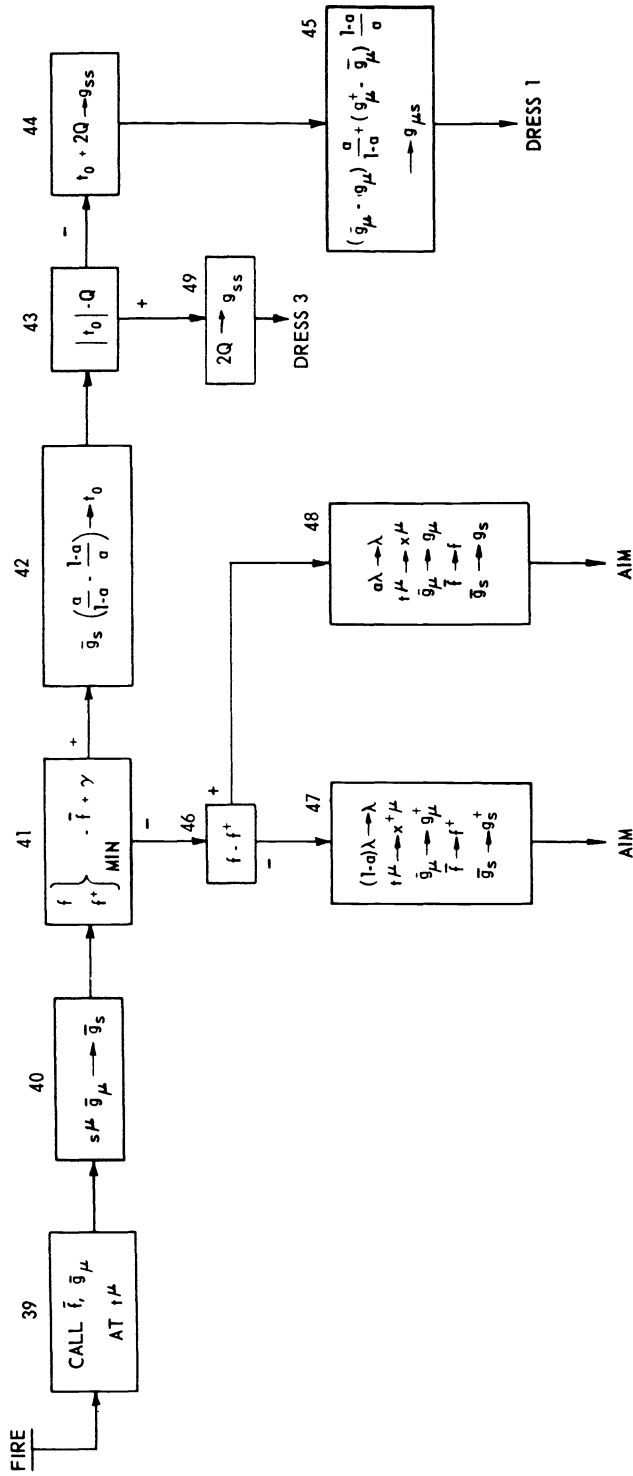 FIRE
39
CALL f̄, ḡμ
AT tμ
40
sμ ḡμ → ḡs
41
f
f+ } MIN - f̄ + γ
+
-
42
ḡs (a/1-a - 1-a/a) → t0
43
|t0| -Q
-
+
44
t0 + 2Q → gss
45
(ḡμ - gμ) a/1-a + (g+μ - ḡμ) 1-a/a
→ gμs
DRESS 1
49
2Q → gss
DRESS 3
46
f - f+
+
-
47
(1-a)λ → λ
tμ → x+μ
ḡμ → g+μ
f̄ → f+
ḡs → g+s
AIM
48
aλ → λ
tμ → xμ
ḡμ → gμ
f̄ → f
ḡs → gs
AIM